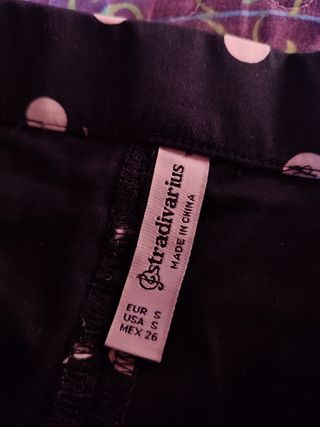 stradivarius
MADE IN CHINA
EUR S
USA S
MEX 26